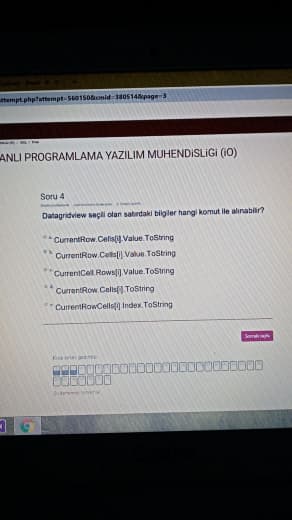 attempt.php?attempt=560150&cmid=380514&page=3
ANLI PROGRAMLAMA YAZILIM MUHENDiSLiGi (iO)
Soru 4
Datagridview seçili olan satırdaki bilgiler hangi komut ile alınabilir?
a. CurrentRow.Cells[i].Value.ToString
b. CurrentRow.Cells[i].Value.ToString
c. CurrentCell.Rows[i].Value.ToString
d. CurrentRow.Cells[i].ToString
e. CurrentRowCells[i].Index.ToString
Sonraki sayfa